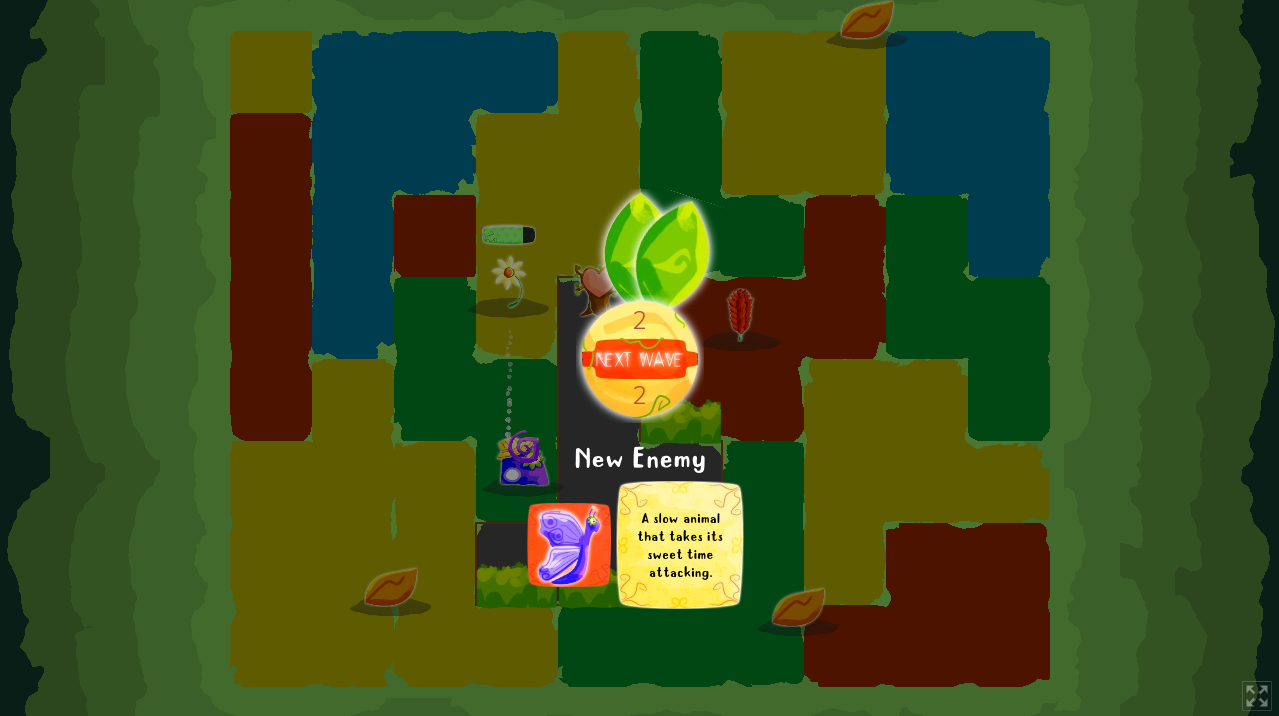 2
NEXT WAVE
2
New Enemy
A slow animal
that takes its
sweet time
attacking.